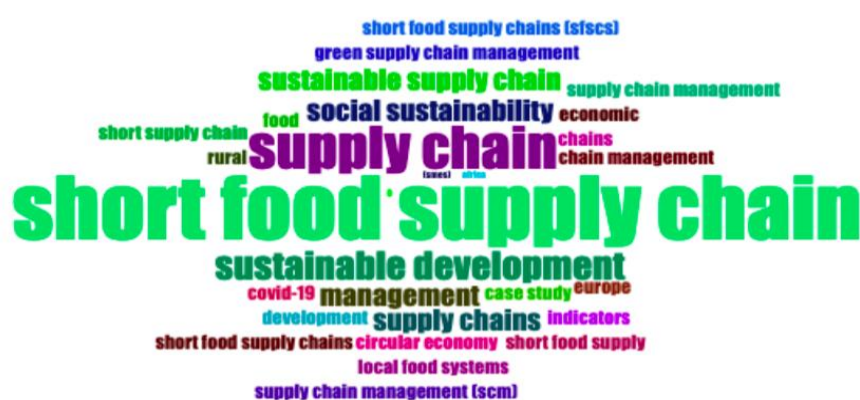 short food supply chains (sfscs)
green supply chain management
sustainable supply chain
supply chain management
social sustainability
economic
food
short supply chain
supply chain
chains
rural
chain management
(smes)
africa
short food supply chain
sustainable development
covid-19
management
case study
europe
development
supply chains
indicators
short food supply chains
circular economy
short food supply
local food systems
supply chain management (scm)